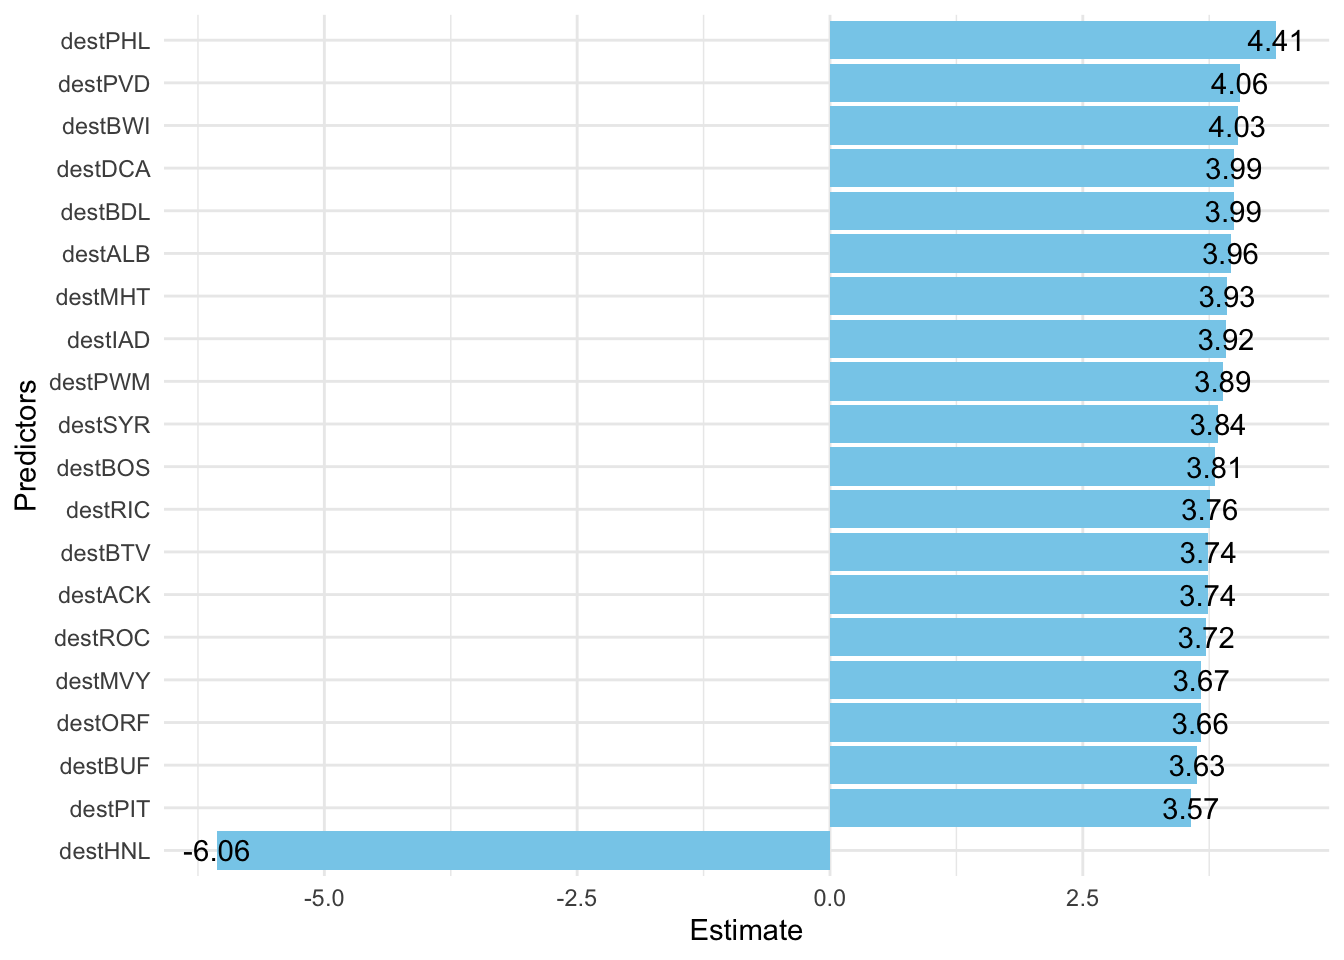 destPHL 4.41
destPVD 4.06
destBWI 4.03
destDCA 3.99
destBDL 3.99
destALB 3.96
destMHT 3.93
destIAD 3.92
destPWM 3.89
destSYR 3.84
destBOS 3.81
destRIC 3.76
destBTV 3.74
destACK 3.74
destROC 3.72
destMVY 3.67
destORF 3.66
destBUF 3.63
destPIT 3.57
destHNL -6.06
Predictors
-5.0 -2.5 0.0 2.5
Estimate